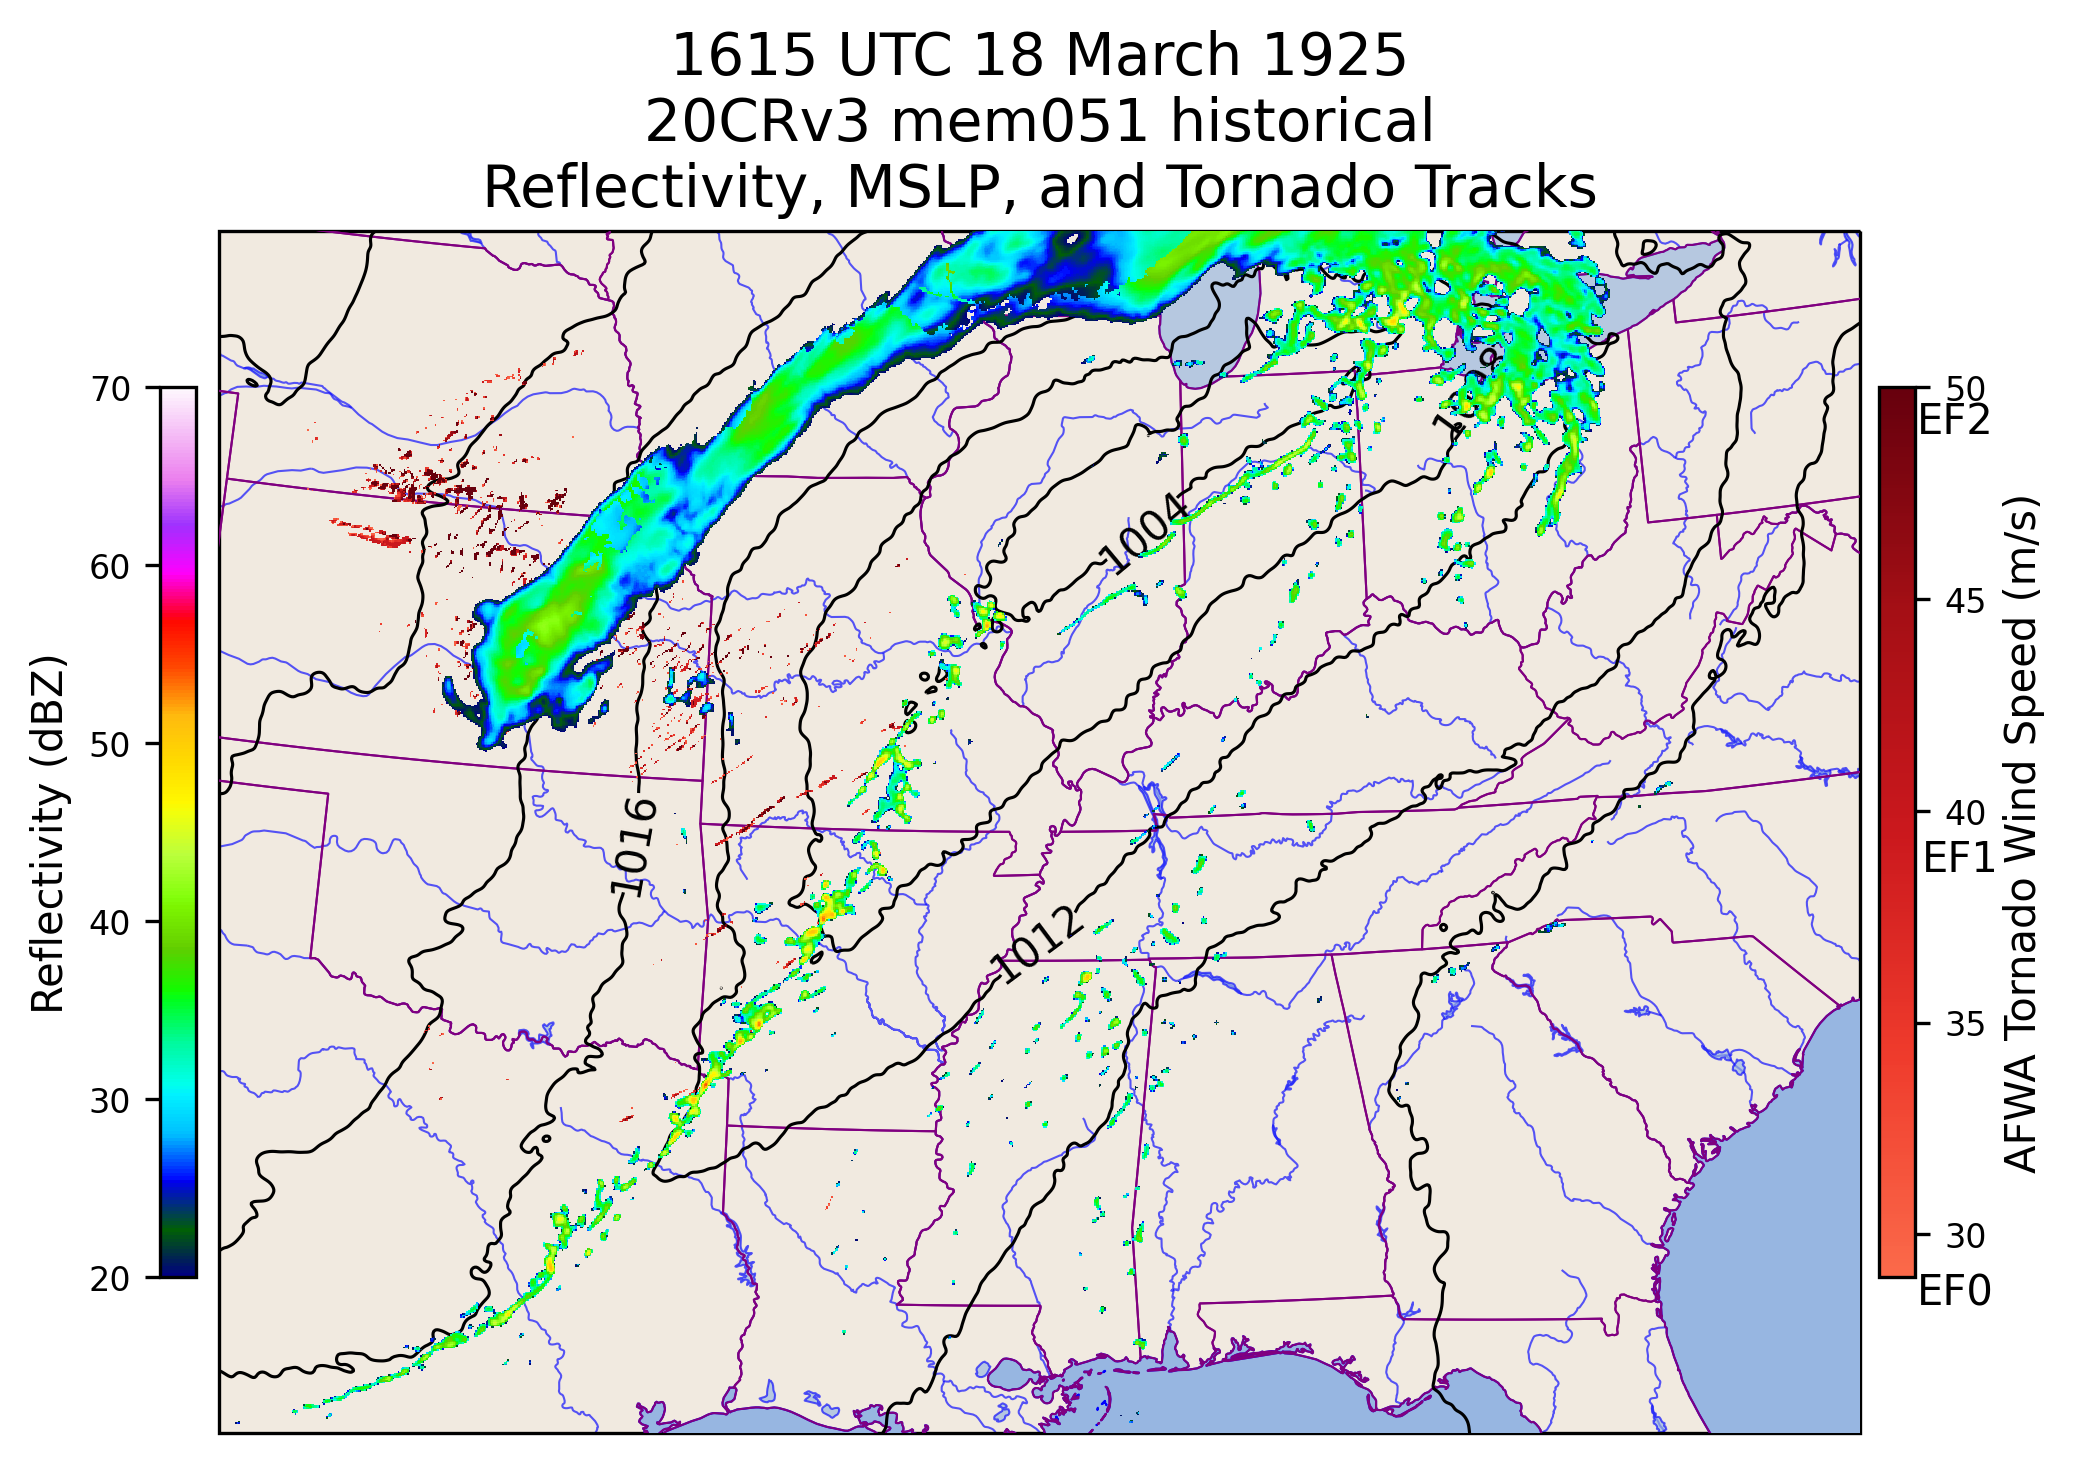 1615 UTC 18 March 1925
20CRv3 mem051 historical
Reflectivity, MSLP, and Tornado Tracks
70
60
50
40
30
20
Reflectivity (dBZ)
1004
1016
1012
50
EF2
45
40
EF1
35
30
EF0
AFWA Tornado Wind Speed (m/s)